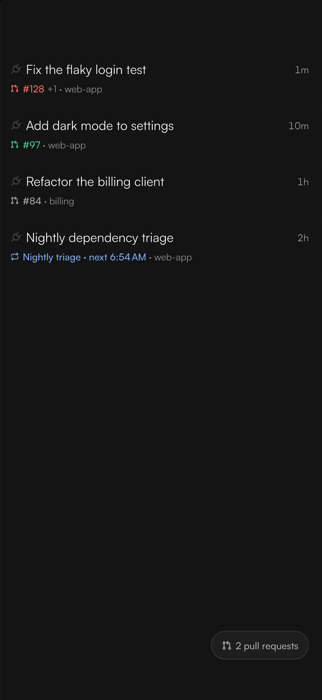 Fix the flaky login test 1m
#128 +1 · web-app
Add dark mode to settings 10m
#97 · web-app
Refactor the billing client 1h
#84 · billing
Nightly dependency triage 2h
Nightly triage · next 6:54 AM · web-app
2 pull requests